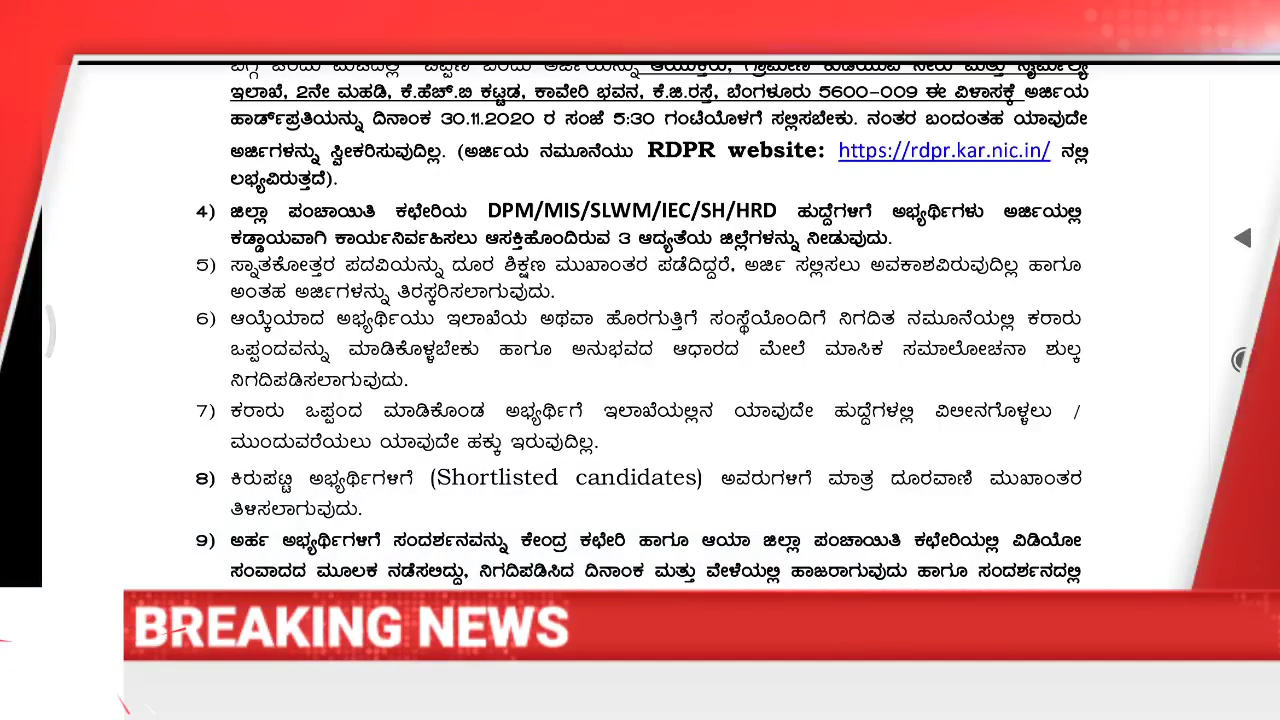 ಆಯುಕ್ತರು, ಗ್ರಾಮೀಣ ಕುಡಿಯುವ ನೀರು ಮತ್ತು ನೈರ್ಮಲ್ಯ
ಇಲಾಖೆ, 2ನೇ ಮಹಡಿ, ಕೆ.ಹೆಚ್.ಬಿ ಕಟ್ಟಡ, ಕಾವೇರಿ ಭವನ, ಕೆ.ಜಿ.ರಸ್ತೆ, ಬೆಂಗಳೂರು 5600-009 ಈ ವಿಳಾಸಕ್ಕೆ ಅರ್ಜಿಯ
ಹಾರ್ಡ್‌ಪ್ರತಿಯನ್ನು ದಿನಾಂಕ 30.11.2020 ರ ಸಂಜೆ 5:30 ಗಂಟೆಯೊಳಗೆ ಸಲ್ಲಿಸಬೇಕು. ನಂತರ ಬಂದಂತಹ ಯಾವುದೇ
ಅರ್ಜಿಗಳನ್ನು ಸ್ವೀಕರಿಸುವುದಿಲ್ಲ. (ಅರ್ಜಿಯ ನಮೂನೆಯು RDPR website: https://rdpr.kar.nic.in/ ನಲ್ಲಿ
ಲಭ್ಯವಿರುತ್ತದೆ).
4) ಜಿಲ್ಲಾ ಪಂಚಾಯಿತಿ ಕಛೇರಿಯ DPM/MIS/SLWM/IEC/SH/HRD ಹುದ್ದೆಗಳಿಗೆ ಅಭ್ಯರ್ಥಿಗಳು ಅರ್ಜಿಯಲ್ಲಿ
ಕಡ್ಡಾಯವಾಗಿ ಕಾರ್ಯನಿರ್ವಹಿಸಲು ಆಸಕ್ತಿಹೊಂದಿರುವ 3 ಆದ್ಯತೆಯ ಜಿಲ್ಲೆಗಳನ್ನು ನೀಡುವುದು.
5) ಸ್ನಾತಕೋತ್ತರ ಪದವಿಯನ್ನು ದೂರ ಶಿಕ್ಷಣ ಮುಖಾಂತರ ಪಡೆದಿದ್ದರೆ, ಅರ್ಜಿ ಸಲ್ಲಿಸಲು ಅವಕಾಶವಿರುವುದಿಲ್ಲ ಹಾಗೂ
ಅಂತಹ ಅರ್ಜಿಗಳನ್ನು ತಿರಸ್ಕರಿಸಲಾಗುವುದು.
6) ಆಯ್ಕೆಯಾದ ಅಭ್ಯರ್ಥಿಯು ಇಲಾಖೆಯ ಅಥವಾ ಹೊರಗುತ್ತಿಗೆ ಸಂಸ್ಥೆಯೊಂದಿಗೆ ನಿಗದಿತ ನಮೂನೆಯಲ್ಲಿ ಕರಾರು
ಒಪ್ಪಂದವನ್ನು ಮಾಡಿಕೊಳ್ಳಬೇಕು ಹಾಗೂ ಅನುಭವದ ಆಧಾರದ ಮೇಲೆ ಮಾಸಿಕ ಸಮಾಲೋಚನಾ ಶುಲ್ಕ
ನಿಗದಿಪಡಿಸಲಾಗುವುದು.
7) ಕರಾರು ಒಪ್ಪಂದ ಮಾಡಿಕೊಂಡ ಅಭ್ಯರ್ಥಿಗೆ ಇಲಾಖೆಯಲ್ಲಿನ ಯಾವುದೇ ಹುದ್ದೆಗಳಲ್ಲಿ ವಿಲೀನಗೊಳ್ಳಲು /
ಮುಂದುವರೆಯಲು ಯಾವುದೇ ಹಕ್ಕು ಇರುವುದಿಲ್ಲ.
8) ಕಿರುಪಟ್ಟಿ ಅಭ್ಯರ್ಥಿಗಳಿಗೆ (Shortlisted candidates) ಅವರುಗಳಿಗೆ ಮಾತ್ರ ದೂರವಾಣಿ ಮುಖಾಂತರ
ತಿಳಿಸಲಾಗುವುದು.
9) ಅರ್ಹ ಅಭ್ಯರ್ಥಿಗಳಿಗೆ ಸಂದರ್ಶನವನ್ನು ಕೇಂದ್ರ ಕಛೇರಿ ಹಾಗೂ ಆಯಾ ಜಿಲ್ಲಾ ಪಂಚಾಯಿತಿ ಕಛೇರಿಯಲ್ಲಿ ವಿಡಿಯೋ
ಸಂವಾದದ ಮೂಲಕ ನಡೆಸಲಿದ್ದು, ನಿಗದಿಪಡಿಸಿದ ದಿನಾಂಕ ಮತ್ತು ವೇಳೆಯಲ್ಲಿ ಹಾಜರಾಗುವುದು ಹಾಗೂ ಸಂದರ್ಶನದಲ್ಲಿ
BREAKING NEWS